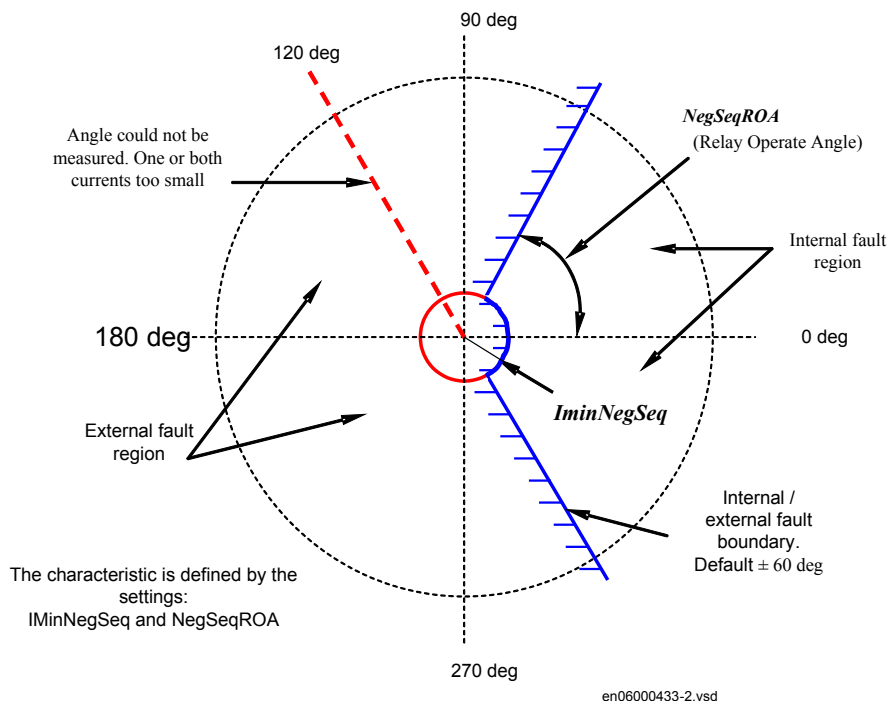 90 deg
120 deg
NegSeqROA
(Relay Operate Angle)
Angle could not be
measured. One or both
currents too small
Internal fault
region
180 deg
0 deg
IminNegSeq
External fault
region
Internal /
external fault
boundary.
Default ± 60 deg
The characteristic is defined by the
settings:
IMinNegSeq and NegSeqROA
270 deg
en06000433-2.vsd